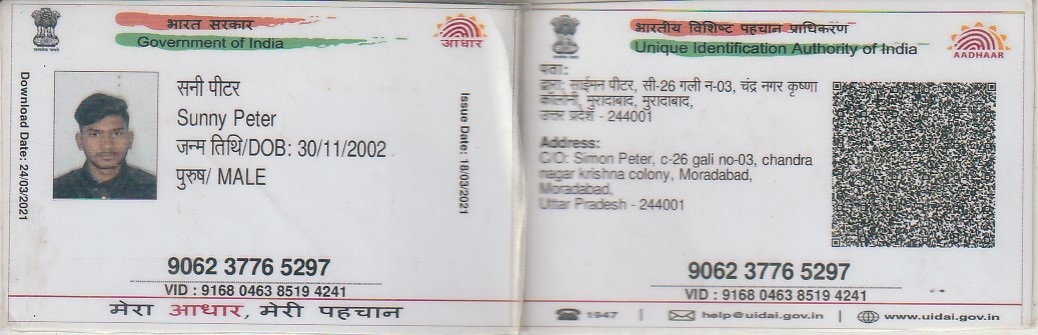 भारत सरकार
Government of India
आधार
सनी पीटर
Sunny Peter
जन्म तिथि/DOB: 30/11/2002
पुरुष/ MALE
Download Date: 24/03/2021
Issue Date: 18/03/2021
9062 3776 5297
VID : 9168 0463 8519 4241
मेरा आधार, मेरी पहचान
भारतीय विशिष्ट पहचान प्राधिकरण
Unique Identification Authority of India
AADHAAR
पता:
द्वारा: साईमन पीटर, सी-26 गली न-03, चंद्र नगर कृष्णा
कॉलोनी, मुरादाबाद, मुरादाबाद,
उत्तर प्रदेश - 244001
Address:
C/O: Simon Peter, c-26 gali no-03, chandra
nagar krishna colony, Moradabad,
Moradabad,
Uttar Pradesh - 244001
9062 3776 5297
VID : 9168 0463 8519 4241
1947 | help@uidai.gov.in | www.uidai.gov.in